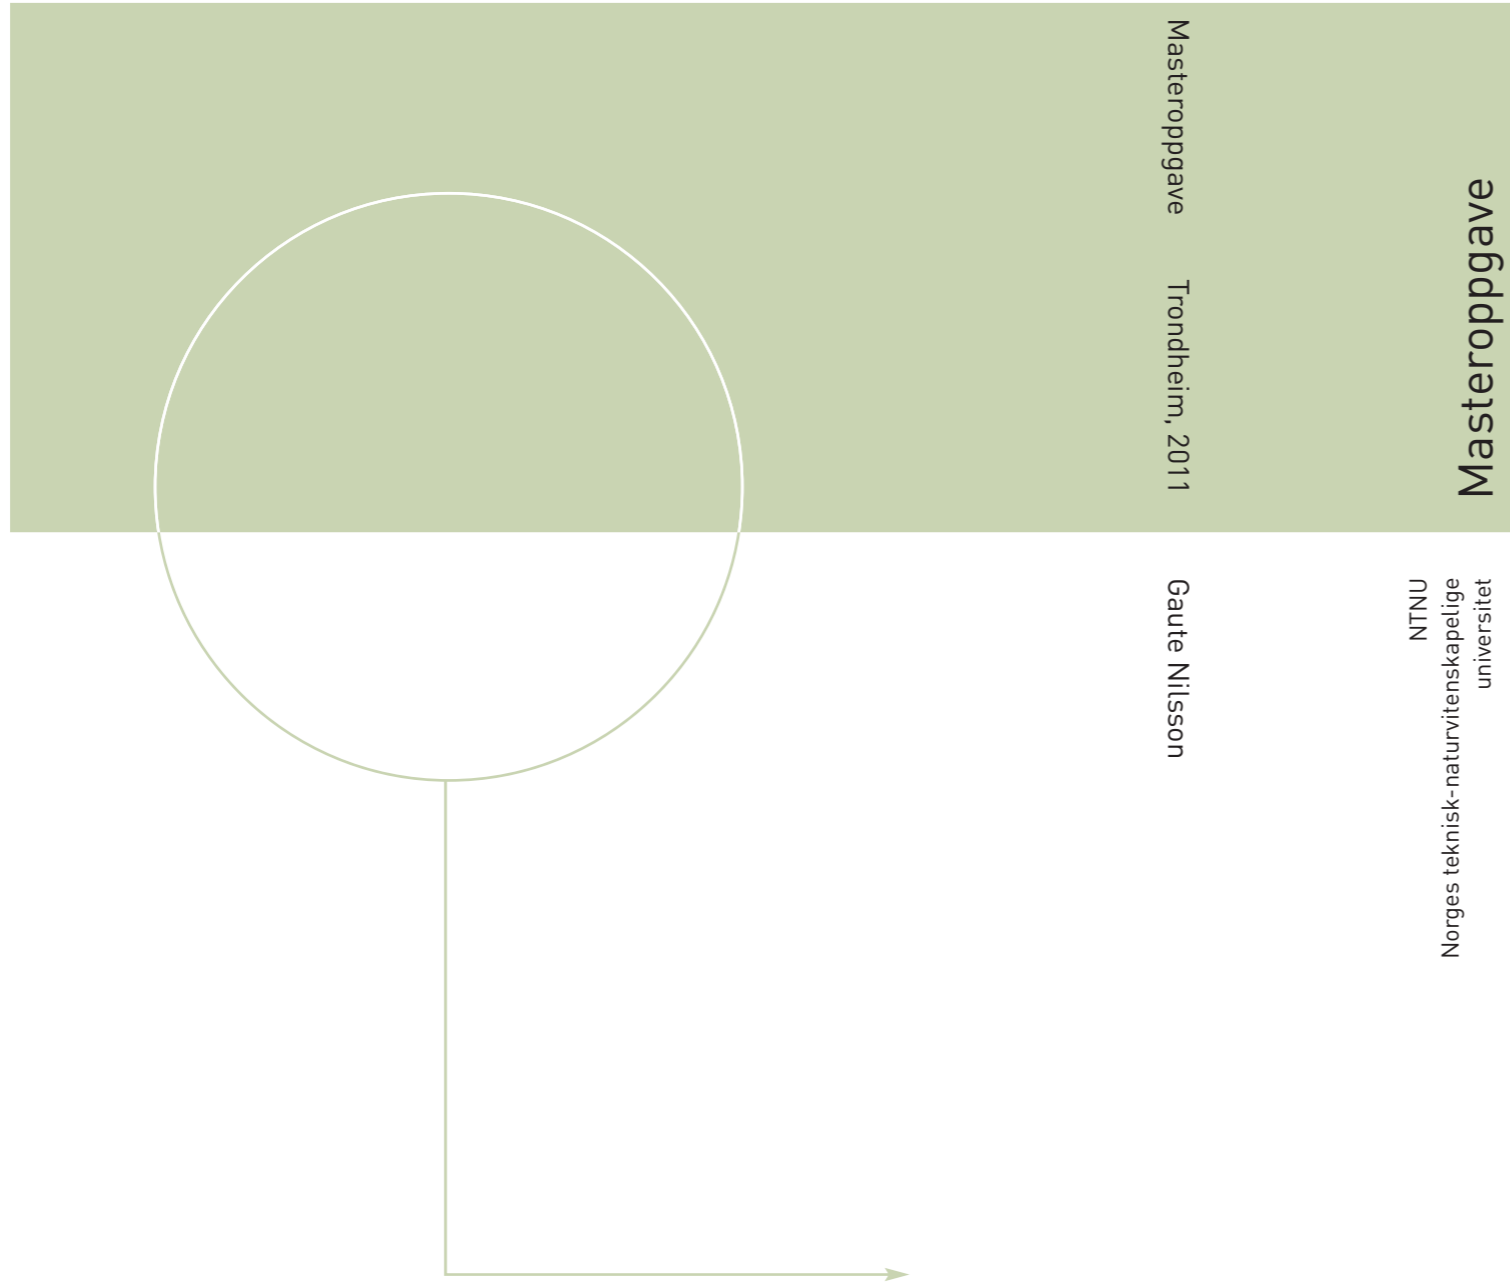 Masteroppgave
Trondheim, 2011
Gaute Nilsson
Masteroppgave
NTNU
Norges teknisk-naturvitenskapelige
universitet